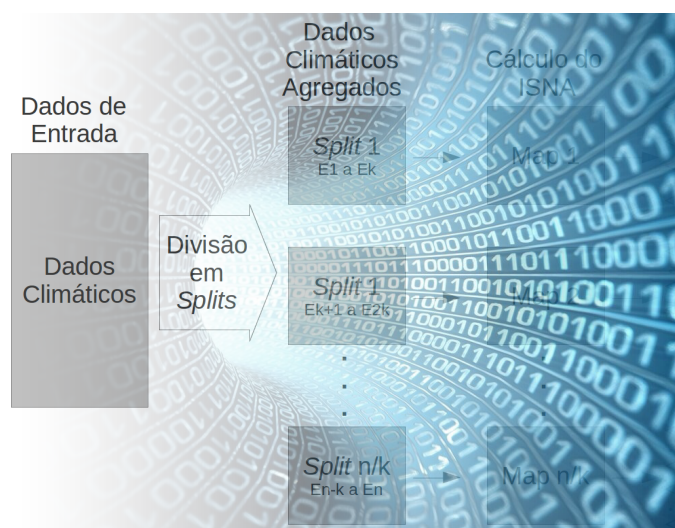 Dados de
Entrada
Dados
Climáticos
Divisão
em
Splits
Dados
Climáticos
Agregados
Split 1
E1 a Ek
Split 1
Ek+1 a E2k
Split n/k
En-k a En
Cálculo do
ISNA
Map 1
Map 2
Map n/k